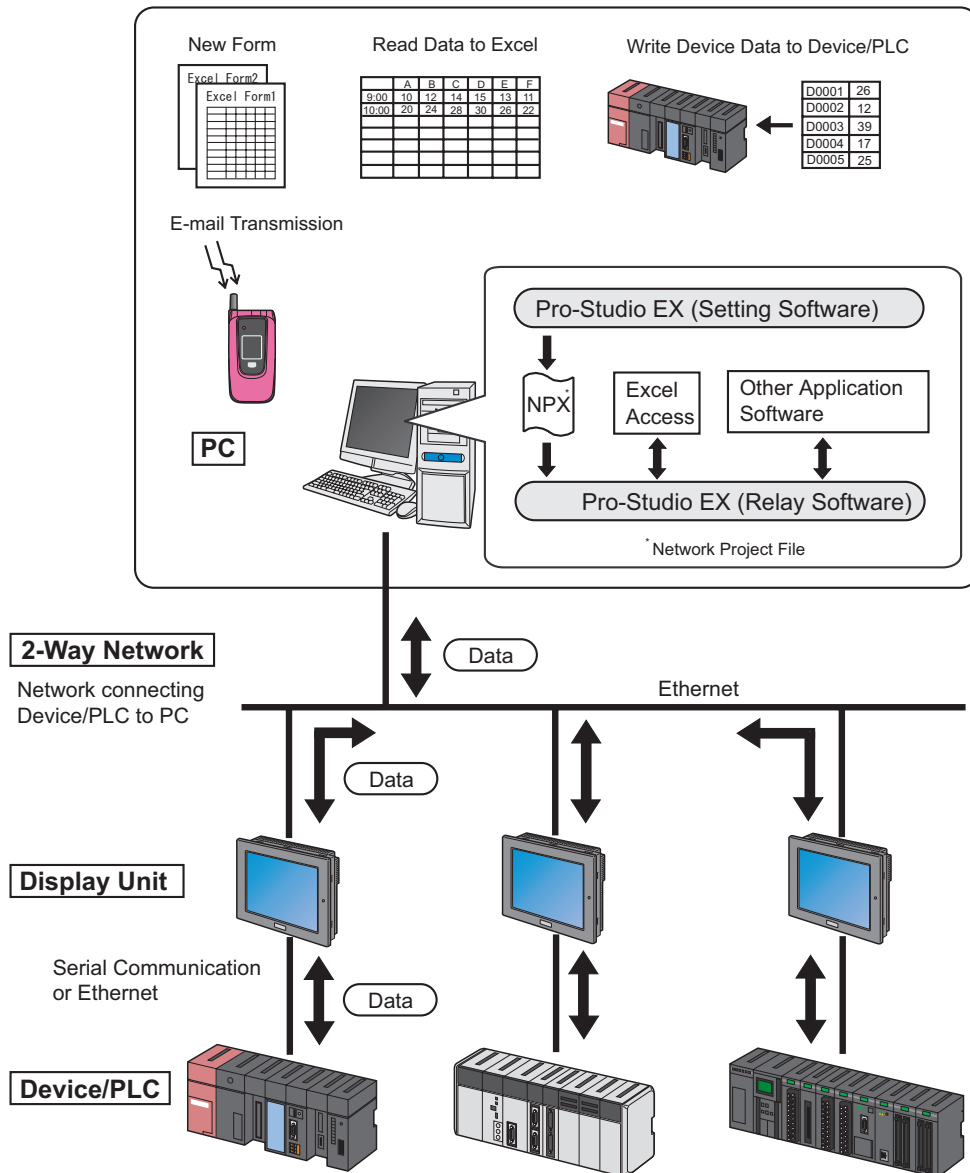 New Form
Read Data to Excel
Write Device Data to Device/PLC
Excel Form2
Excel Form1
A B C D E F
9:00 10 12 14 15 13 11
10:00 20 24 28 30 26 22
D0001 26
D0002 12
D0003 39
D0004 17
D0005 25
E-mail Transmission
PC
Pro-Studio EX (Setting Software)
NPX*
Excel
Access
Other Application
Software
Pro-Studio EX (Relay Software)
* Network Project File
2-Way Network
Data
Network connecting
Device/PLC to PC
Ethernet
Data
Display Unit
Serial Communication
or Ethernet
Data
Device/PLC